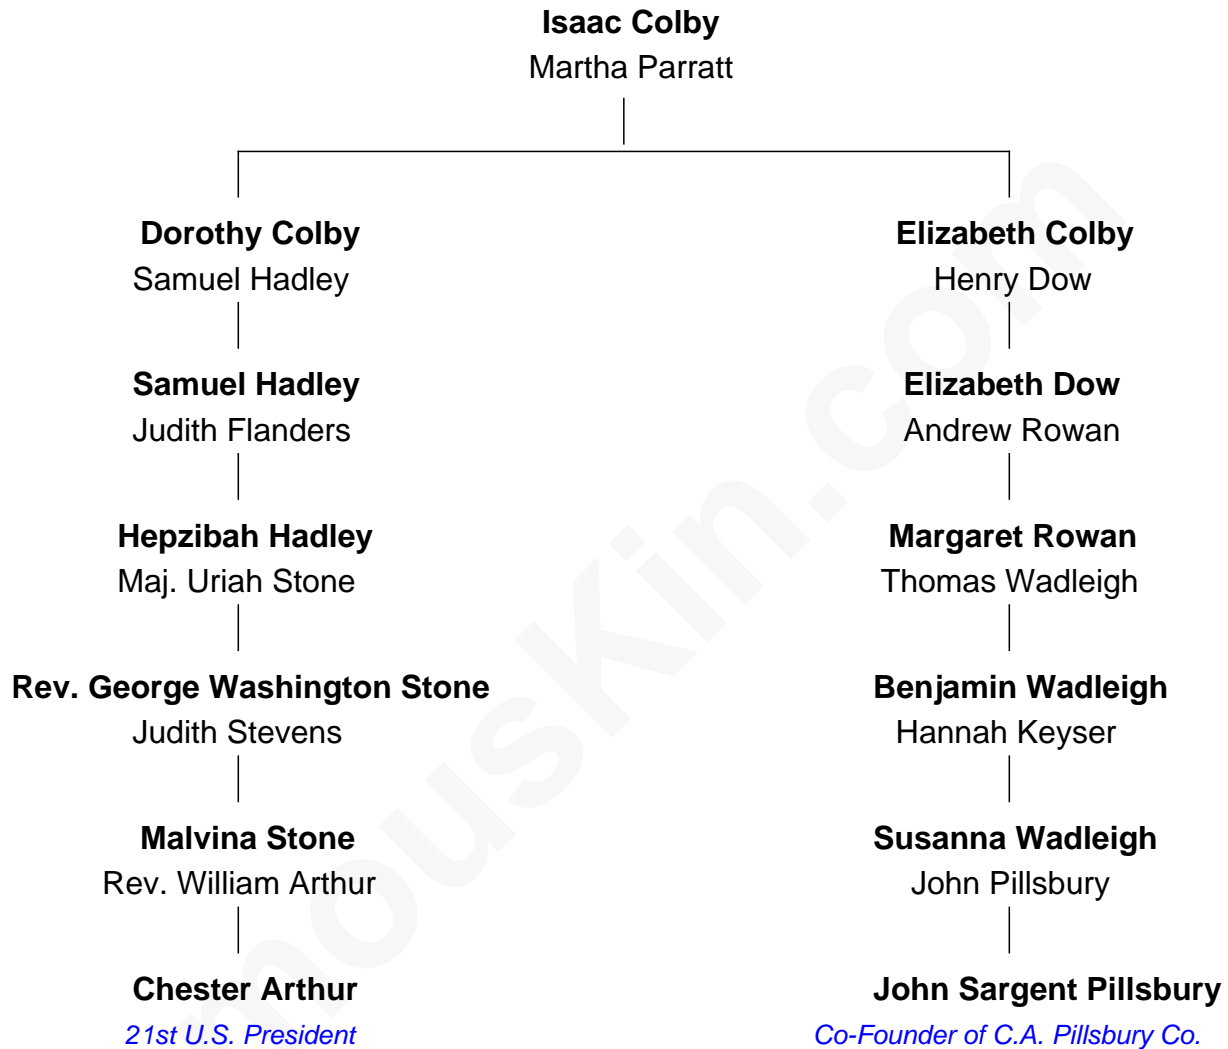 Isaac Colby
Martha Parratt
Dorothy Colby
Samuel Hadley
Elizabeth Colby
Henry Dow
Samuel Hadley
Judith Flanders
Elizabeth Dow
Andrew Rowan
Hepzibah Hadley
Maj. Uriah Stone
Margaret Rowan
Thomas Wadleigh
Rev. George Washington Stone
Judith Stevens
Benjamin Wadleigh
Hannah Keyser
Malvina Stone
Rev. William Arthur
Susanna Wadleigh
John Pillsbury
Chester Arthur
21st U.S. President
John Sargent Pillsbury
Co-Founder of C.A. Pillsbury Co.
mousKin.com